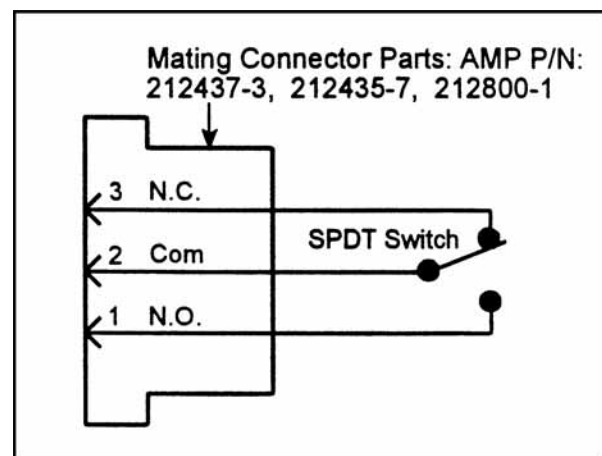 Mating Connector Parts: AMP P/N:
212437-3, 212435-7, 212800-1
3 N.C.
SPDT Switch
2 Com
1 N.O.